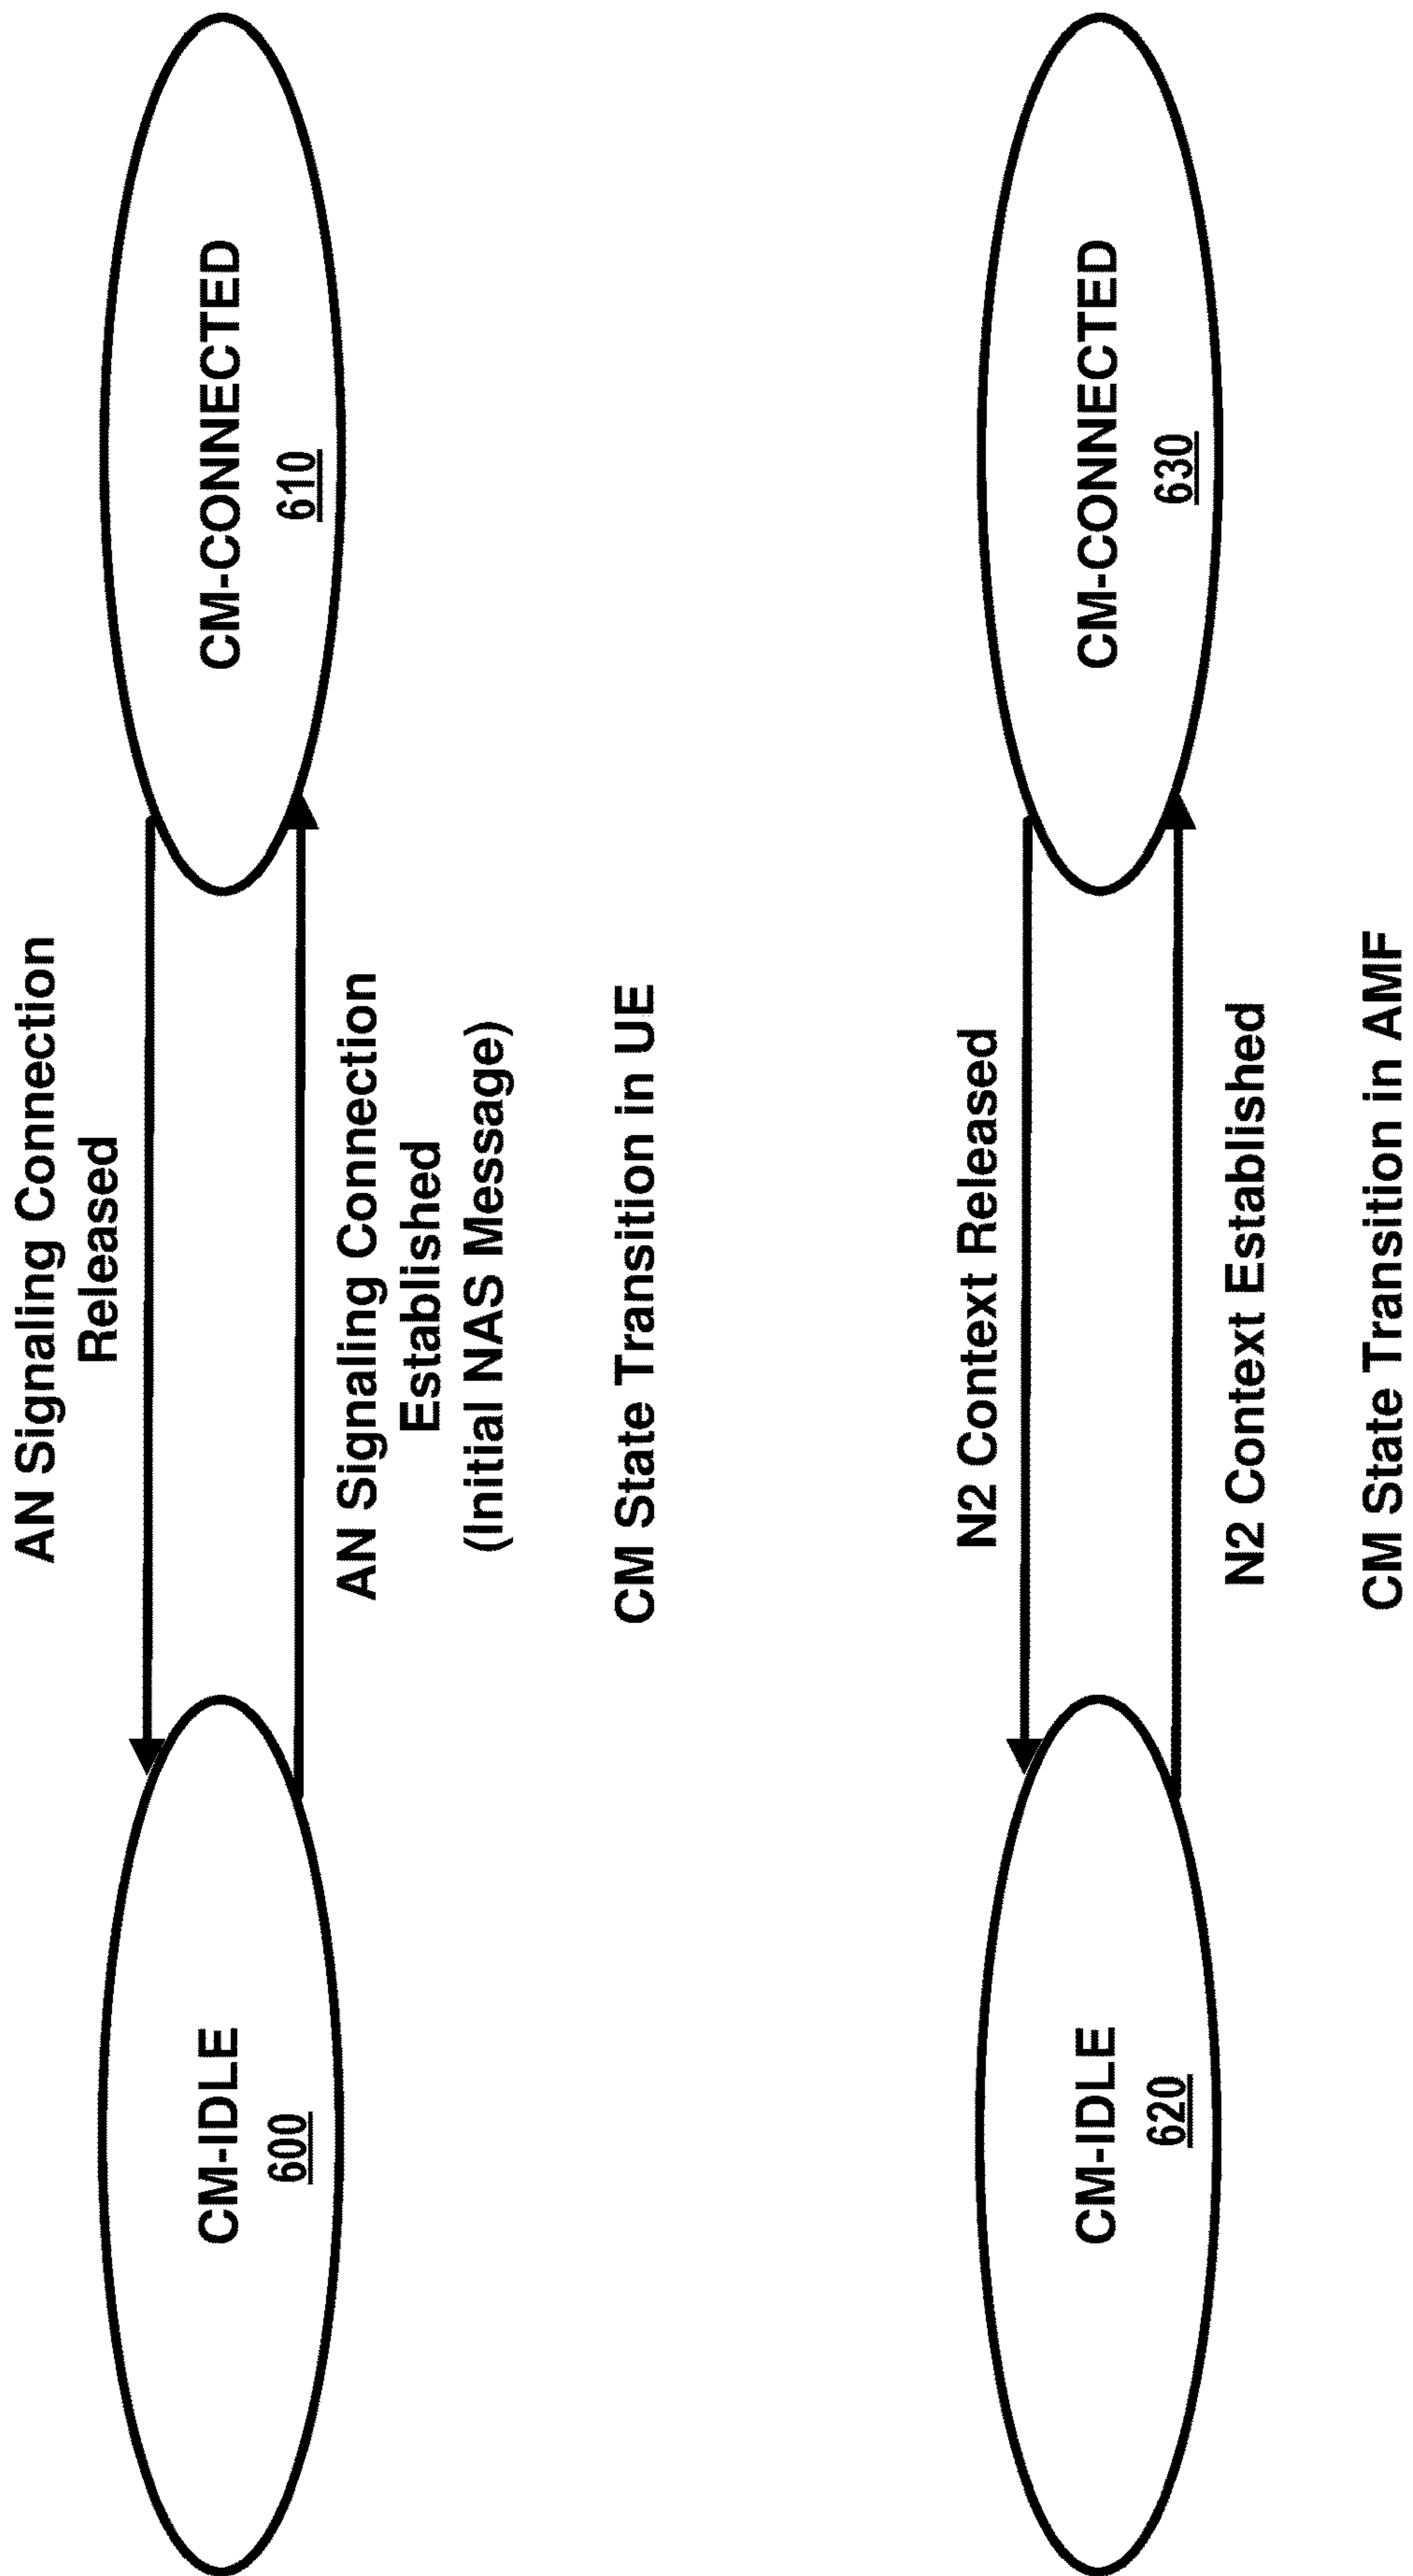 AN Signaling Connection
Released
CM-IDLE
600
CM-CONNECTED
610
AN Signaling Connection
Established
(Initial NAS Message)
CM State Transition in UE
N2 Context Released
CM-IDLE
620
CM-CONNECTED
630
N2 Context Established
CM State Transition in AMF